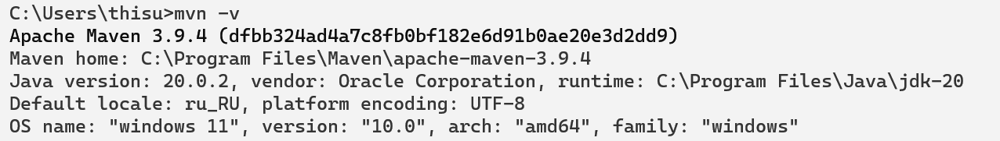 C:\Users\thisu>mvn -v
Apache Maven 3.9.4 (dfbb324ad4a7c8fb0bf182e6d91b0ae20e3d2dd9)
Maven home: C:\Program Files\Maven\apache-maven-3.9.4
Java version: 20.0.2, vendor: Oracle Corporation, runtime: C:\Program Files\Java\jdk-20
Default locale: ru_RU, platform encoding: UTF-8
OS name: "windows 11", version: "10.0", arch: "amd64", family: "windows"